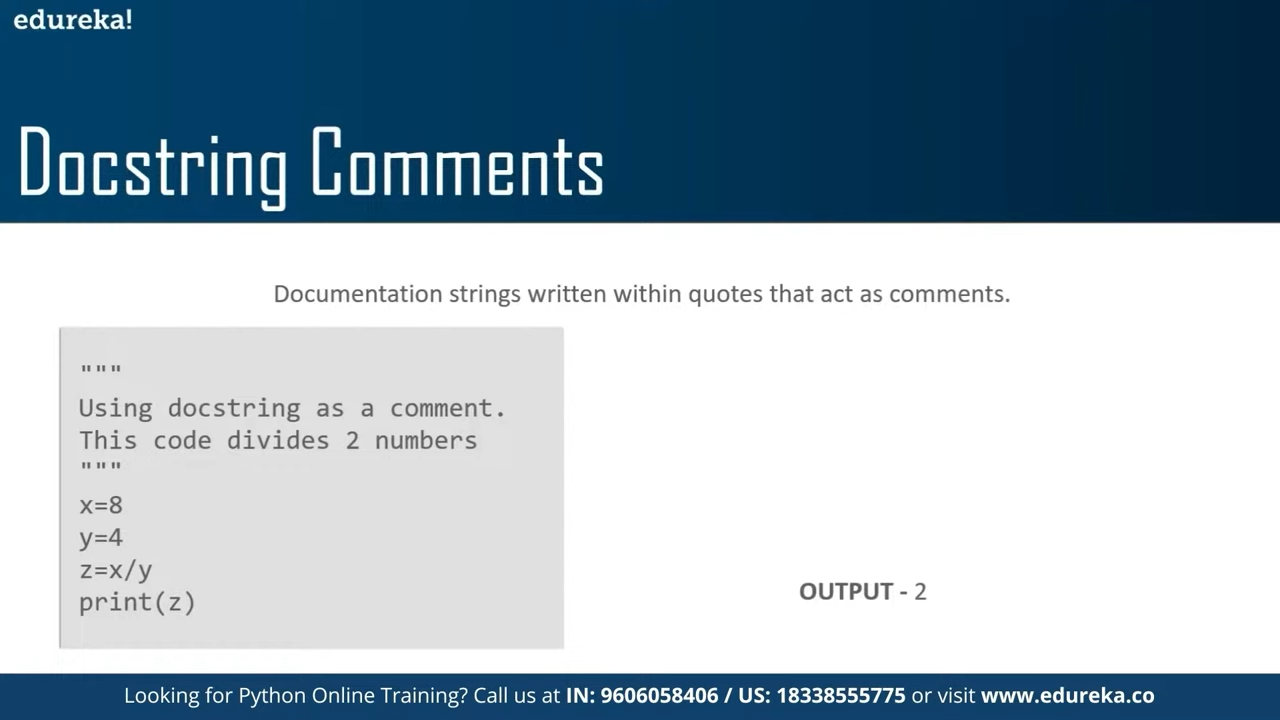 edureka!
Docstring Comments
Documentation strings written within quotes that act as comments.
"""
Using docstring as a comment.
This code divides 2 numbers
"""
x=8
y=4
z=x/y
print(z)
OUTPUT - 2
Looking for Python Online Training? Call us at IN: 9606058406 / US: 18338555775 or visit www.edureka.co